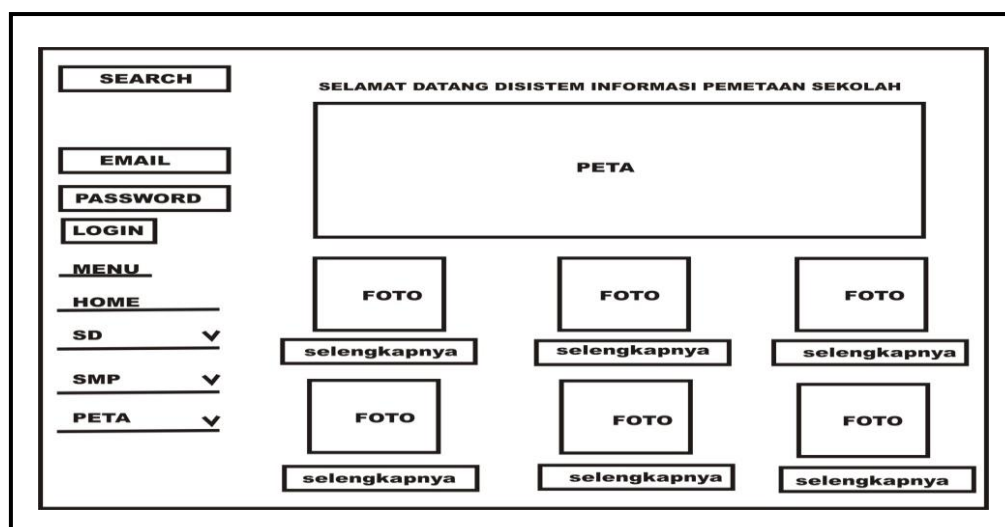 SEARCH
EMAIL
PASSWORD
LOGIN
MENU
HOME
SD
SMP
PETA
SELAMAT DATANG DISISTEM INFORMASI PEMETAAN SEKOLAH
PETA
FOTO FOTO FOTO
selengkapnya selengkapnya selengkapnya
FOTO FOTO FOTO
selengkapnya selengkapnya selengkapnya